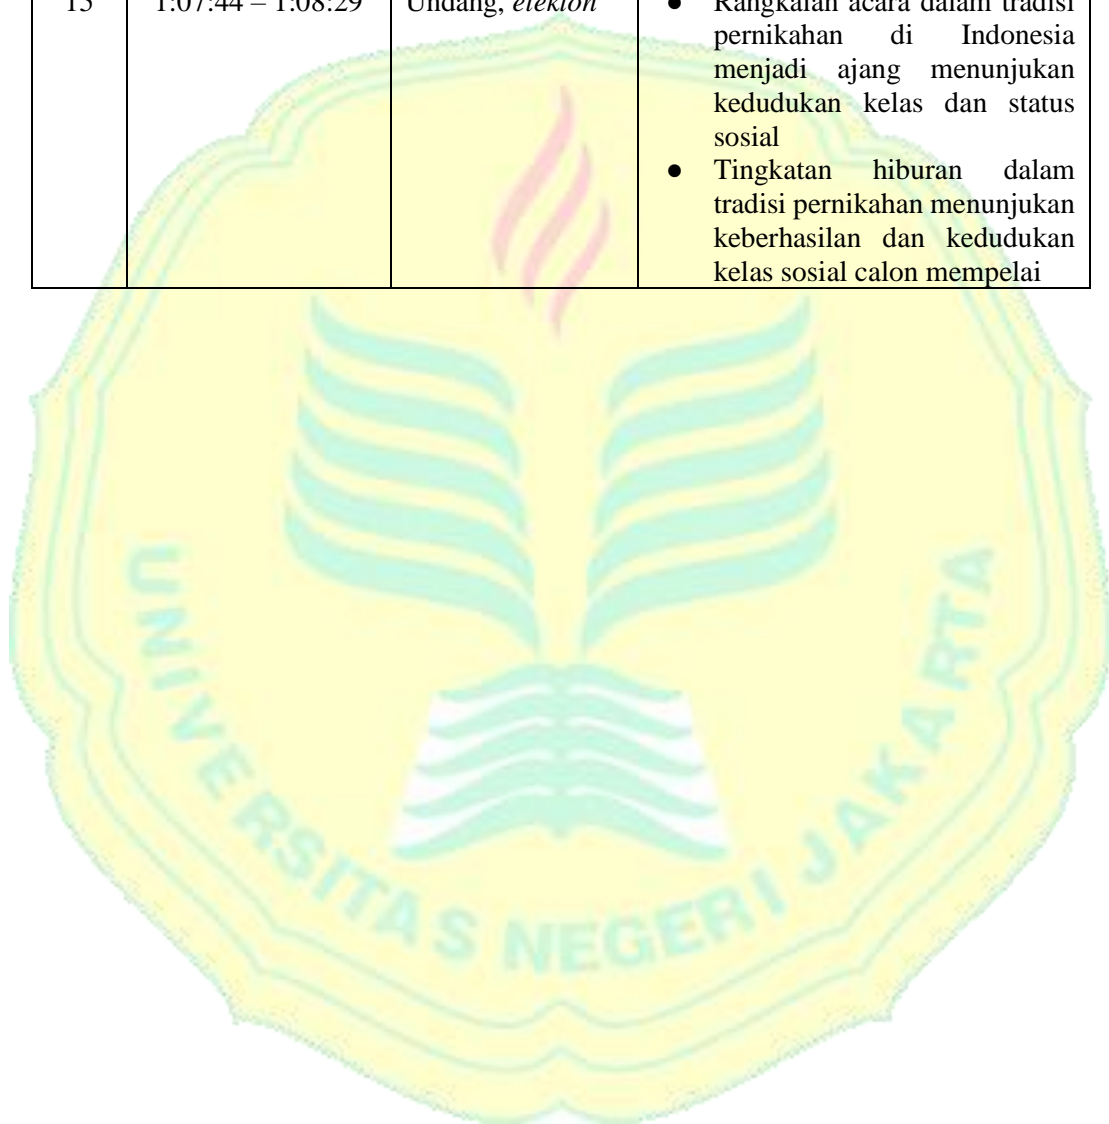 15 1:07:44 – 1:08:29 Undang, elekton ● Rangkaian acara dalam tradisi
pernikahan di Indonesia
menjadi ajang menunjukan
kedudukan kelas dan status
sosial
● Tingkatan hiburan dalam
tradisi pernikahan menunjukan
keberhasilan dan kedudukan
kelas sosial calon mempelai
UNIVERSITAS NEGERI JAKARTA